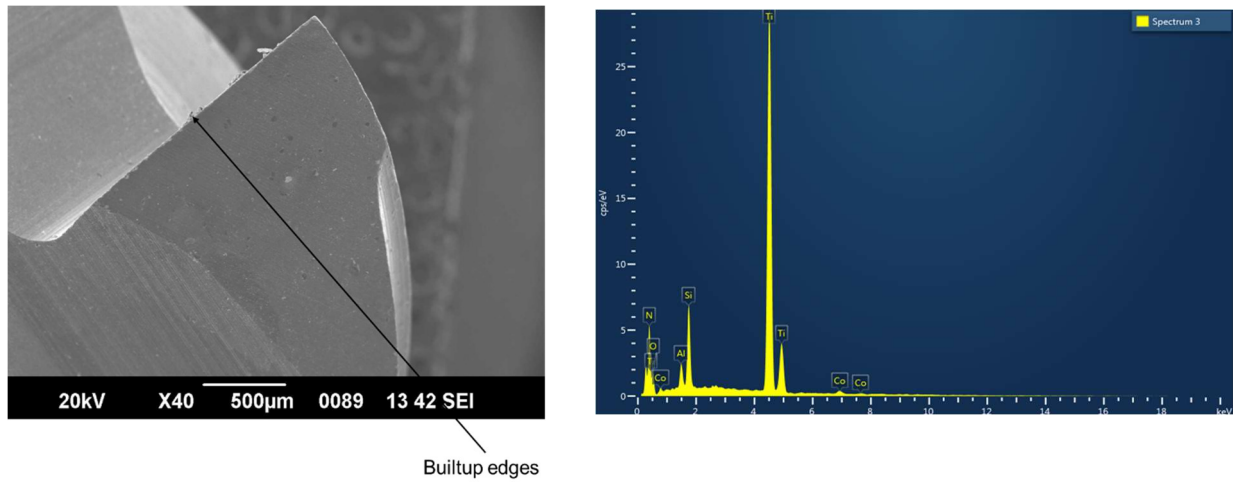 20kV X40 500μm 0089 13 42 SEI
Builtup edges
Spectrum 3
cps/eV
25
20
15
10
5
0
Ti
Si
N
O
Al
Ti
Co
Co
Co
0 2 4 6 8 10 12 14 16 18 keV